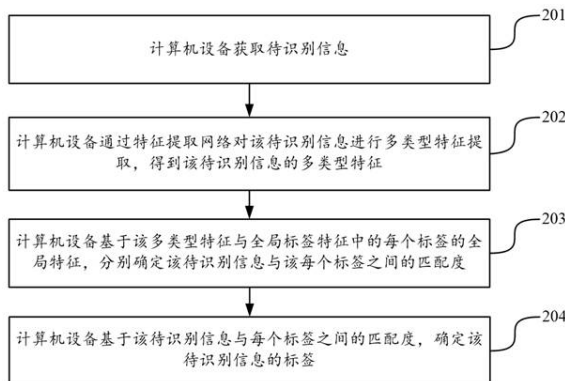 201
计算机设备获取待识别信息
202
计算机设备通过特征提取网络对该待识别信息进行多类型特征提
取，得到该待识别信息的多类型特征
203
计算机设备基于该多类型特征与全局标签特征中的每个标签的全
局特征，分别确定该待识别信息与该每个标签之间的匹配度
204
计算机设备基于该待识别信息与每个标签之间的匹配度，确定该
待识别信息的标签